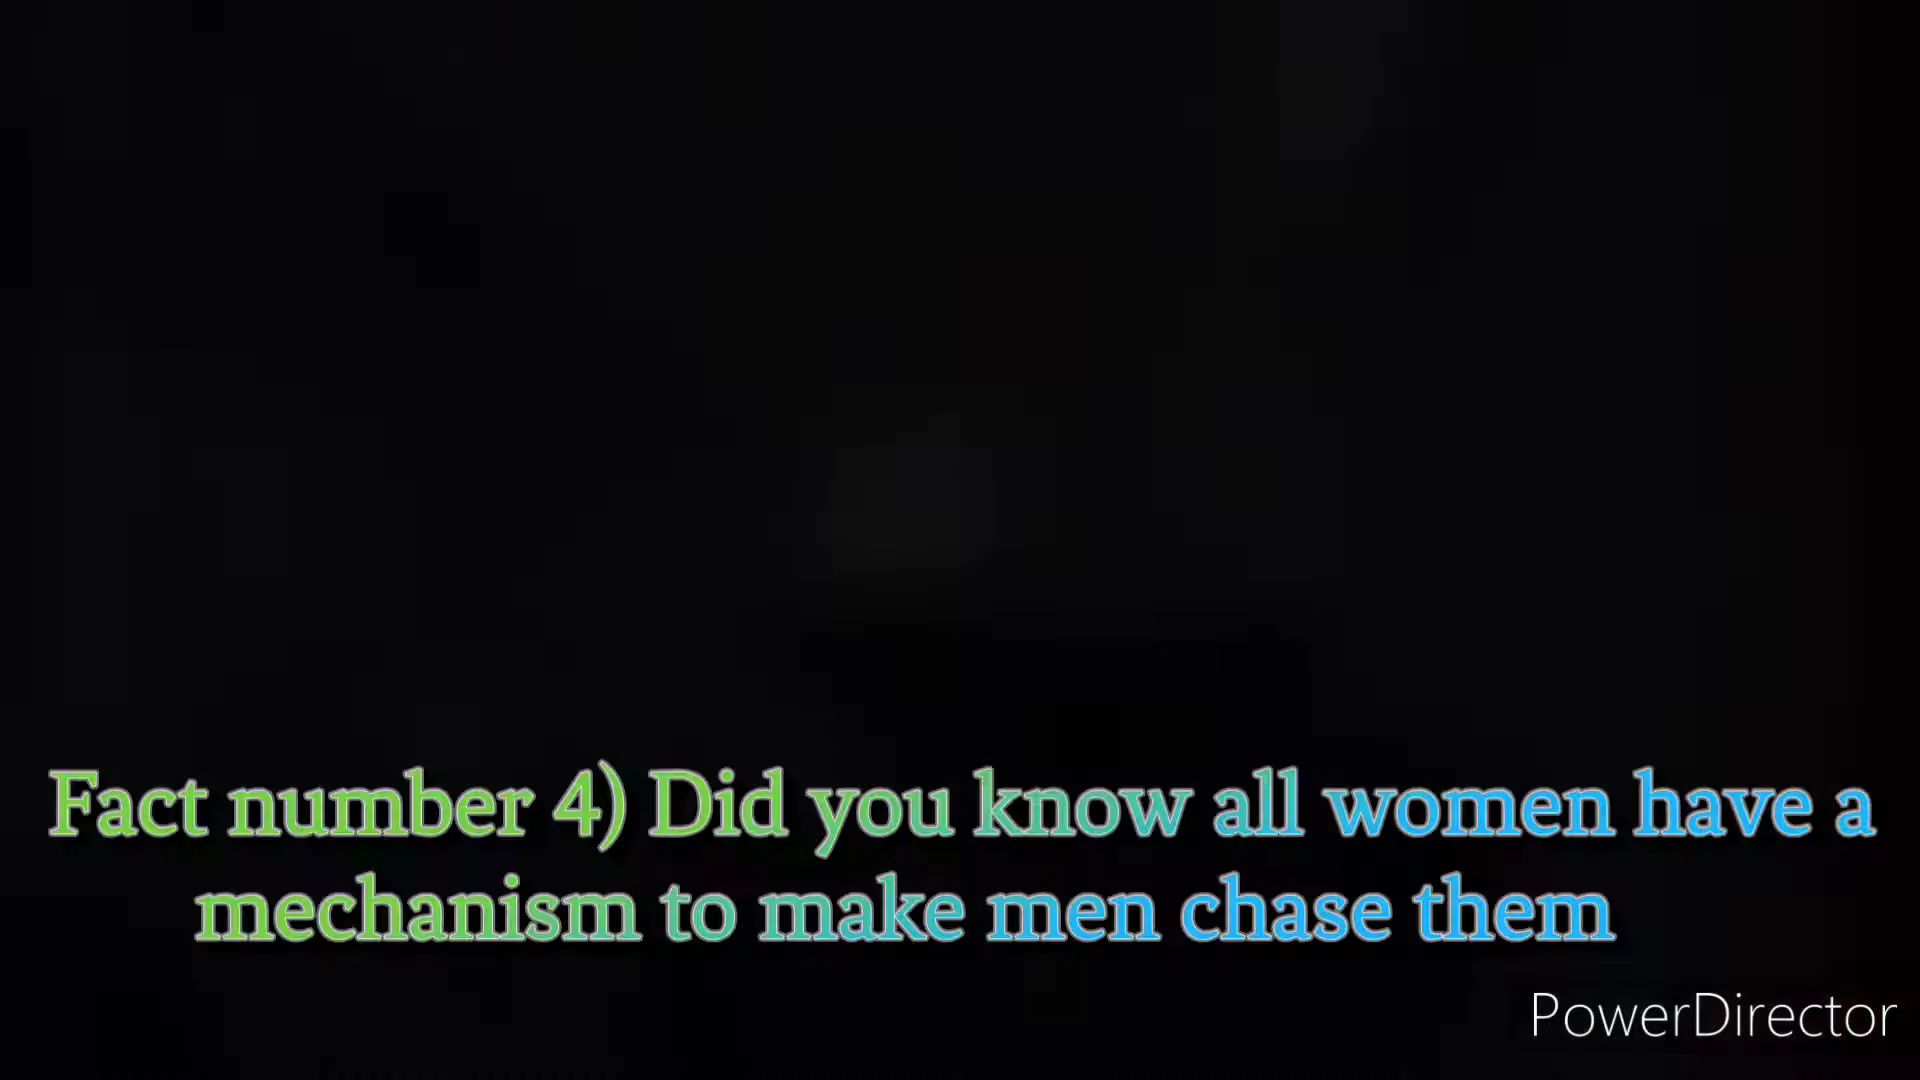 Fact number 4) Did you know all women have a
mechanism to make men chase them
PowerDirector